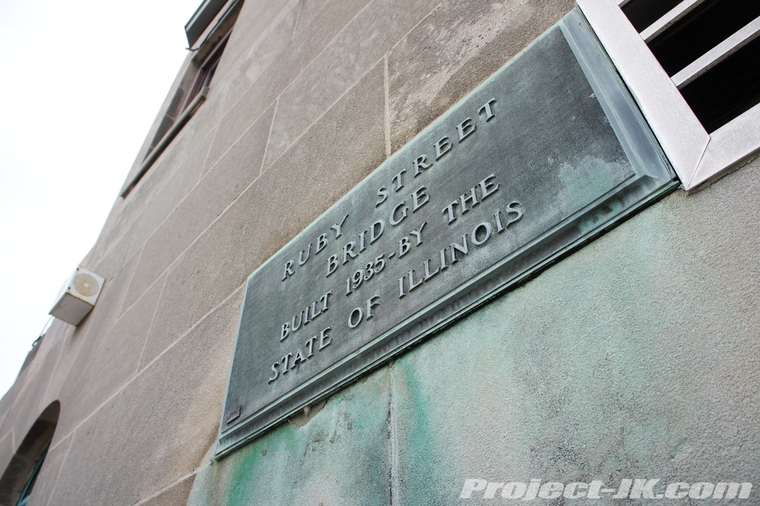 RUBY STREET
BRIDGE
BUILT 1935-BY THE
STATE OF ILLINOIS
Project-JK.com